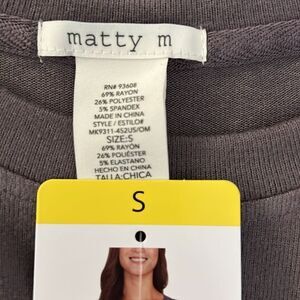 matty m
RN# 93608
69% RAYON
26% POLYESTER
5% SPANDEX
MADE IN CHINA
STYLE / ESTILO#
MK9311-452US/OM
SIZE:S
69% RAYÓN
26% POLIÉSTER
5% ELASTANO
HECHO EN CHINA
TALLA:CHICA
S